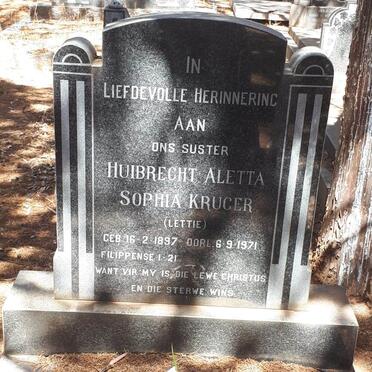 IN
LIEFDEVOLLE HERINNERING
AAN
ONS SUSTER
HUIBRECHT ALETTA
SOPHIA KRUGER
(LETTIE)
GEB. 16-2-1897 OORL. 6-9-1971
FILIPPENSE 1-21
WANT VIR MY IS, DIE LEWE CHRISTUS
EN DIE STERWE WINS